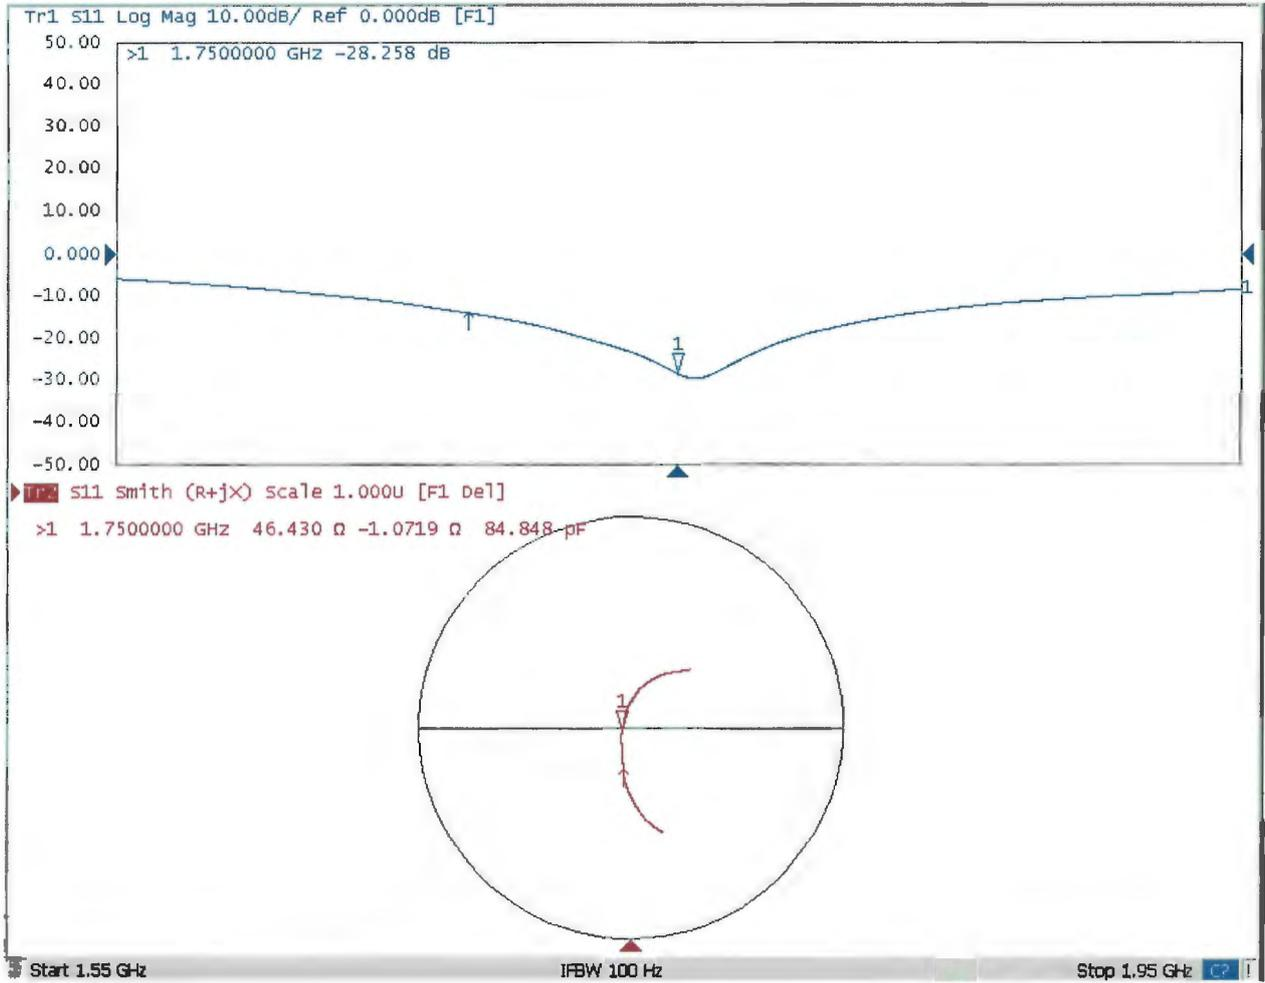 Tr1 S11 Log Mag 10.00dB/ Ref 0.000dB [F1]
50.00
>1 1.7500000 GHz -28.258 dB
40.00
30.00
20.00
10.00
0.000
-10.00
1
-20.00
1
-30.00
-40.00
-50.00
Tr2 S11 Smith (R+jX) Scale 1.000U [F1 Del]
>1 1.7500000 GHz 46.430 Ω -1.0719 Ω 84.848 pF
1
Start 1.55 GHz IFBW 100 Hz Stop 1.95 GHz C?